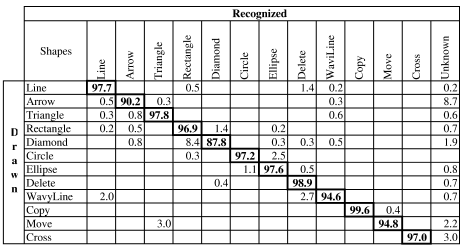 Recognized
Shapes Line Arrow Triangle Rectangle Diamond Circle Ellipse Delete WaviLine Copy Move Cross Unknown
Drawn
Line 97.7 0.5 1.4 0.2 0.2
Arrow 0.5 90.2 0.3 0.3 8.7
Triangle 0.3 0.8 97.8 0.6 0.6
Rectangle 0.2 0.5 96.9 1.4 0.2 0.7
Diamond 0.8 8.4 87.8 0.3 0.3 0.5 1.9
Circle 0.3 97.2 2.5
Ellipse 1.1 97.6 0.5 0.8
Delete 0.4 98.9 0.7
WavyLine 2.0 2.7 94.6 0.7
Copy 99.6 0.4
Move 3.0 94.8 2.2
Cross 97.0 3.0